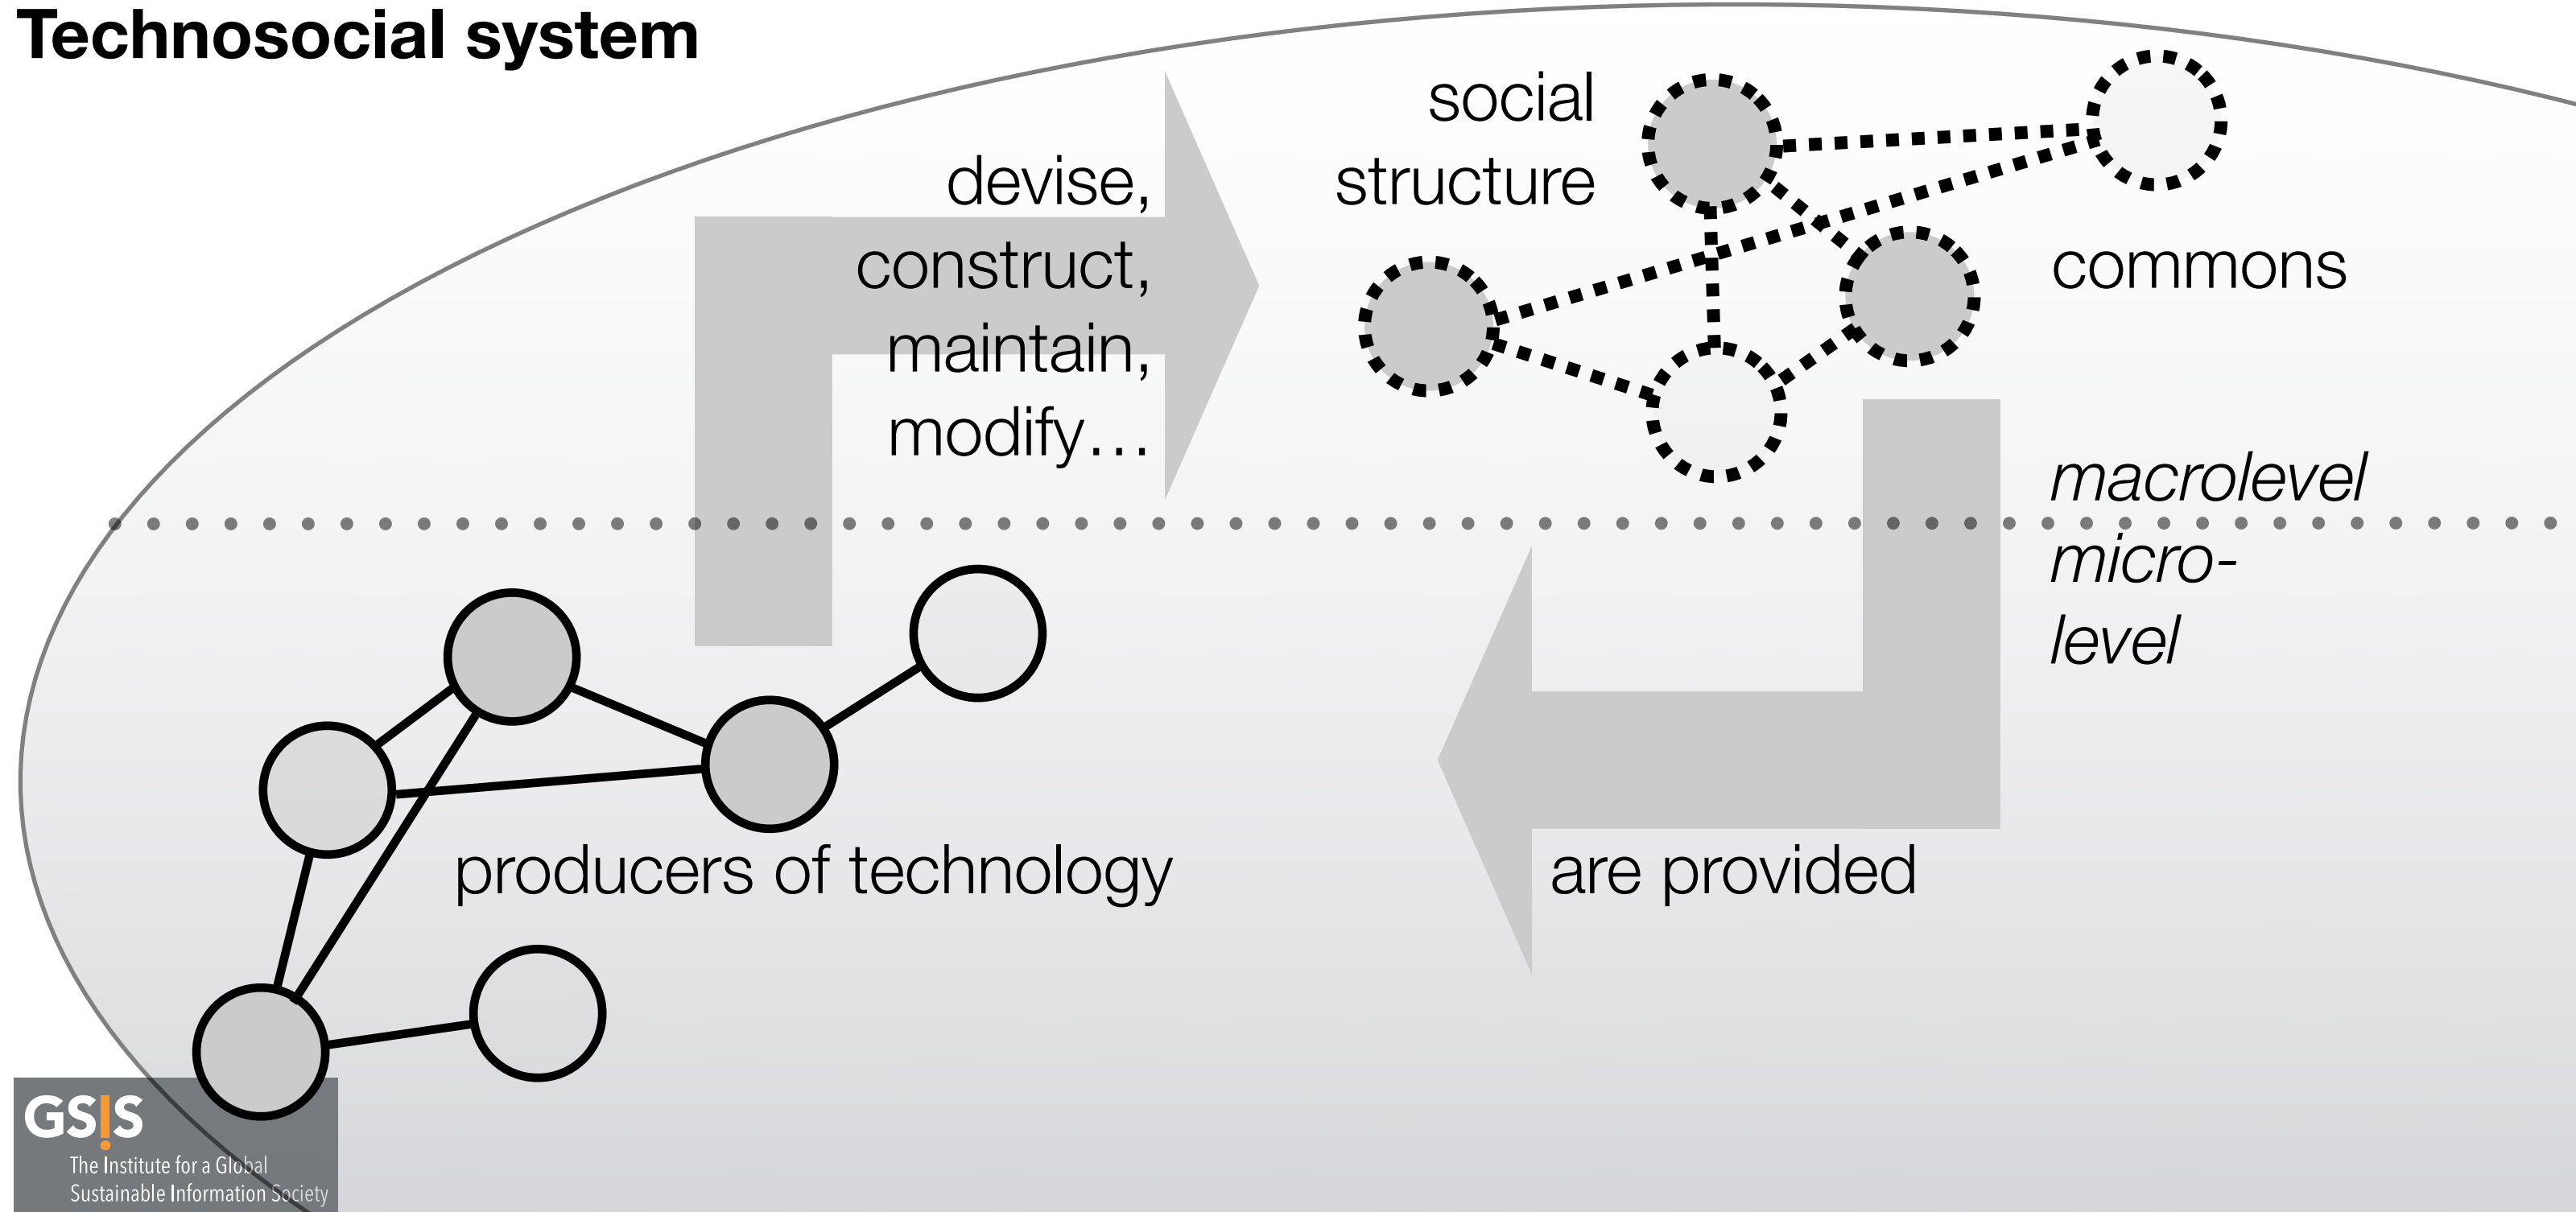 Technosocial system
devise,
construct,
maintain,
modify…
social
structure
commons
macrolevel
micro-
level
producers of technology
are provided
GSIS
The Institute for a Global
Sustainable Information Society